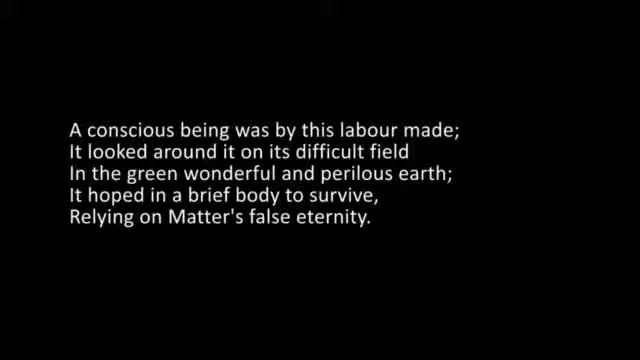 A conscious being was by this labour made;
It looked around it on its difficult field
In the green wonderful and perilous earth;
It hoped in a brief body to survive,
Relying on Matter's false eternity.